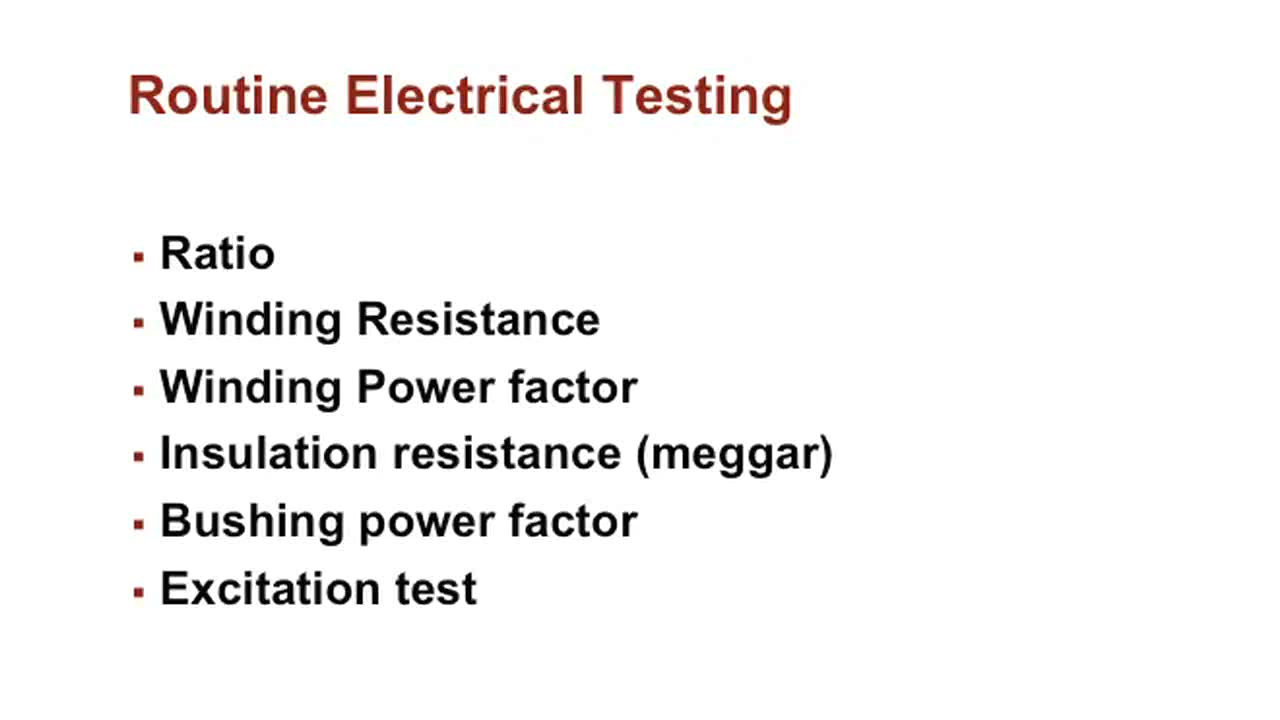 Routine Electrical Testing
▪ Ratio
▪ Winding Resistance
▪ Winding Power factor
▪ Insulation resistance (meggar)
▪ Bushing power factor
▪ Excitation test